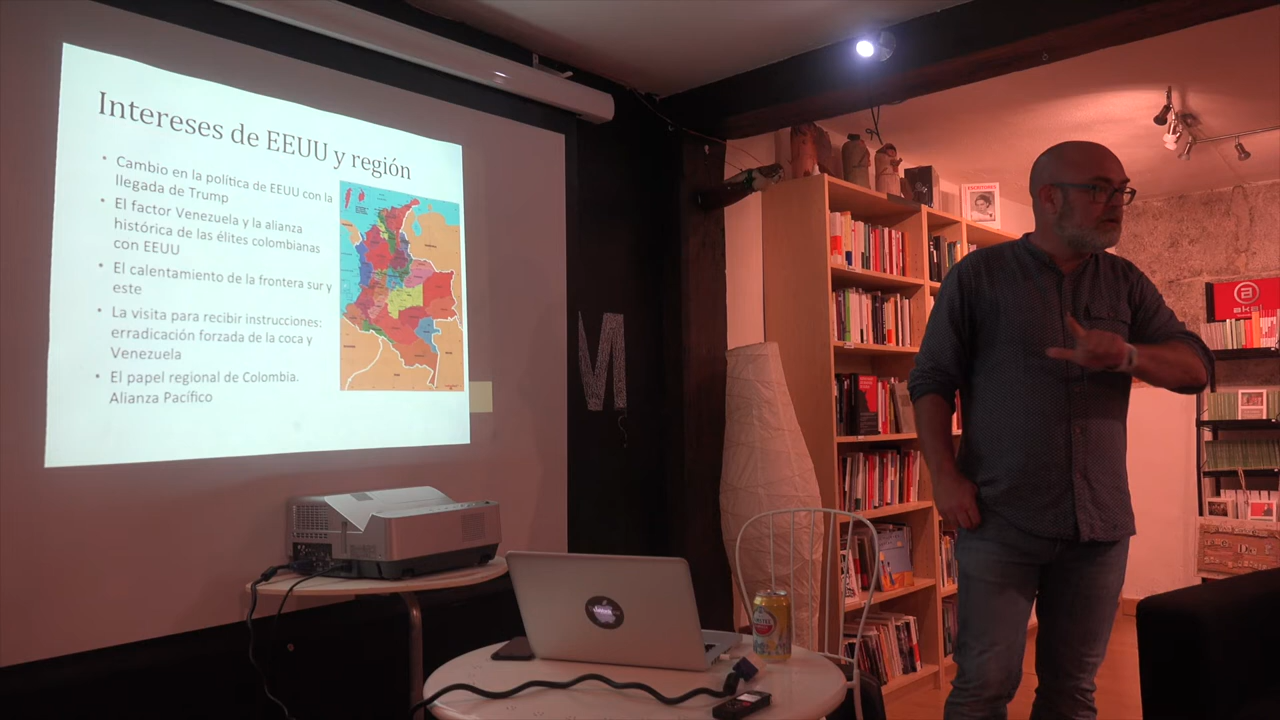 Intereses de EEUU y región
• Cambio en la política de EEUU con la
llegada de Trump
• El factor Venezuela y la alianza
histórica de las élites colombianas
con EEUU
• El calentamiento de la frontera sur y
este
• La visita para recibir instrucciones:
erradicación forzada de la coca y
Venezuela
• El papel regional de Colombia.
Alianza Pacífico
ESCRITORES
akal
M